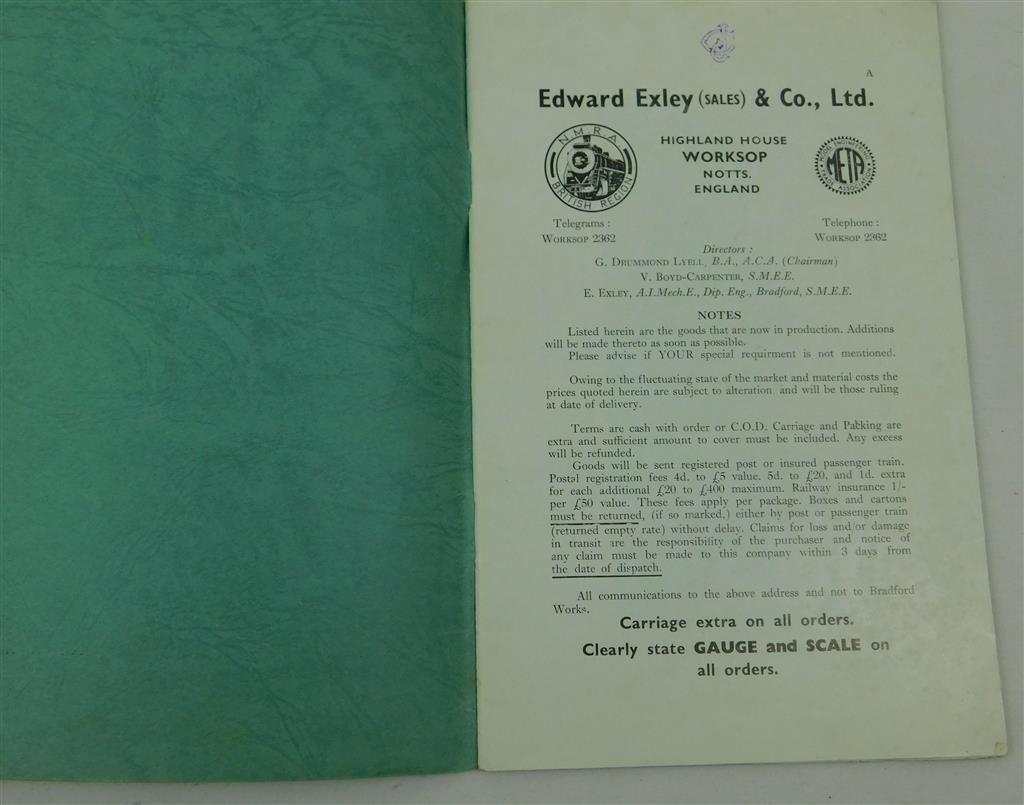 A
Edward Exley (SALES) & Co., Ltd.
N.M.R.A
BRITISH REGION
HIGHLAND HOUSE
WORKSOP
NOTTS.
ENGLAND
MODEL ENGINEERING
META
TRADE ASSOCIATION
Telegrams :
WORKSOP 2362
Telephone :
WORKSOP 2362
Directors :
G. DRUMMOND LYELL, B.A., A.C.A. (Chairman)
V. BOYD-CARPENTER, S.M.E.E.
E. EXLEY, A.I.Mech.E., Dip. Eng., Bradford, S.M.E.E.
NOTES
Listed herein are the goods that are now in production. Additions
will be made thereto as soon as possible.
Please advise if YOUR special requirment is not mentioned.
Owing to the fluctuating state of the market and material costs the
prices quoted herein are subject to alteration and will be those ruling
at date of delivery.
Terms are cash with order or C.O.D. Carriage and Packing are
extra and sufficient amount to cover must be included. Any excess
will be refunded.
Goods will be sent registered post or insured passenger train.
Postal registration fees 4d. to £5 value. 5d. to £20, and 1d. extra
for each additional £20 to £400 maximum. Railway insurance 1/-
per £50 value. These fees apply per package. Boxes and cartons
must be returned, (if so marked,) either by post or passenger train
(returned empty rate) without delay. Claims for loss and/or damage
in transit are the responsibility of the purchaser and notice of
any claim must be made to this company within 3 days from
the date of dispatch.
All communications to the above address and not to Bradford
Works.
Carriage extra on all orders.
Clearly state GAUGE and SCALE on
all orders.